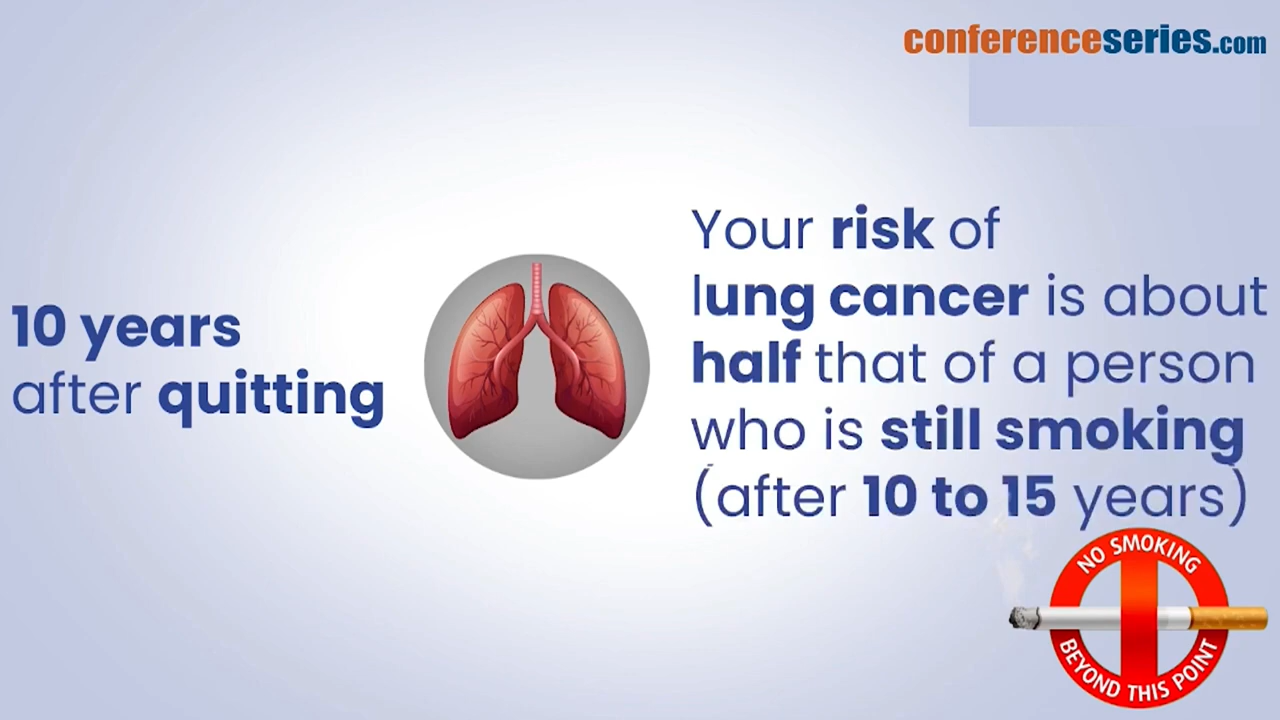 conferenceseries.com
10 years
after quitting
Your risk of
lung cancer is about
half that of a person
who is still smoking
(after 10 to 15 years)
NO SMOKING
BEYOND THIS POINT